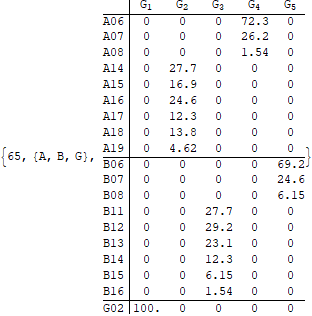 G1 G2 G3 G4 G5
A06 0 0 0 72.3 0
A07 0 0 0 26.2 0
A08 0 0 0 1.54 0
A14 0 27.7 0 0 0
A15 0 16.9 0 0 0
A16 0 24.6 0 0 0
A17 0 12.3 0 0 0
A18 0 13.8 0 0 0
A19 0 4.62 0 0 0
{65, {A, B, G}, }
B06 0 0 0 0 69.2
B07 0 0 0 0 24.6
B08 0 0 0 0 6.15
B11 0 0 27.7 0 0
B12 0 0 29.2 0 0
B13 0 0 23.1 0 0
B14 0 0 12.3 0 0
B15 0 0 6.15 0 0
B16 0 0 1.54 0 0
G02 100. 0 0 0 0